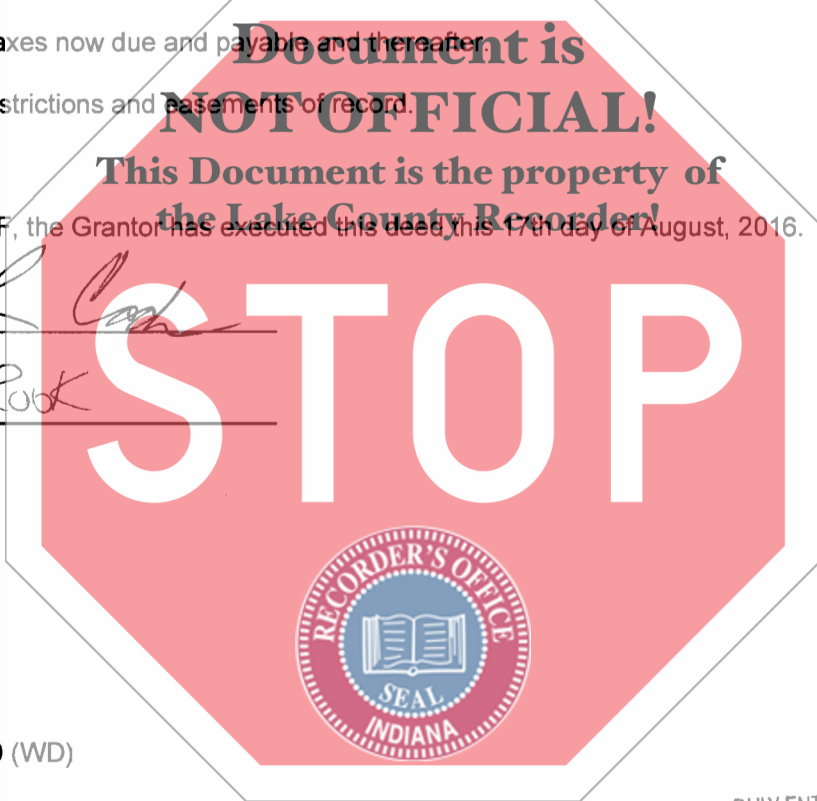 axes now due and payable and thereafter.
Document is
strictions and easements of record.
NOT OFFICIAL!
This Document is the property of
the Lake County Recorder!
F, the Grantor has executed this deed this 17th day of August, 2016.
STOP
RECORDER'S OFFICE
SEAL
INDIANA
(WD)